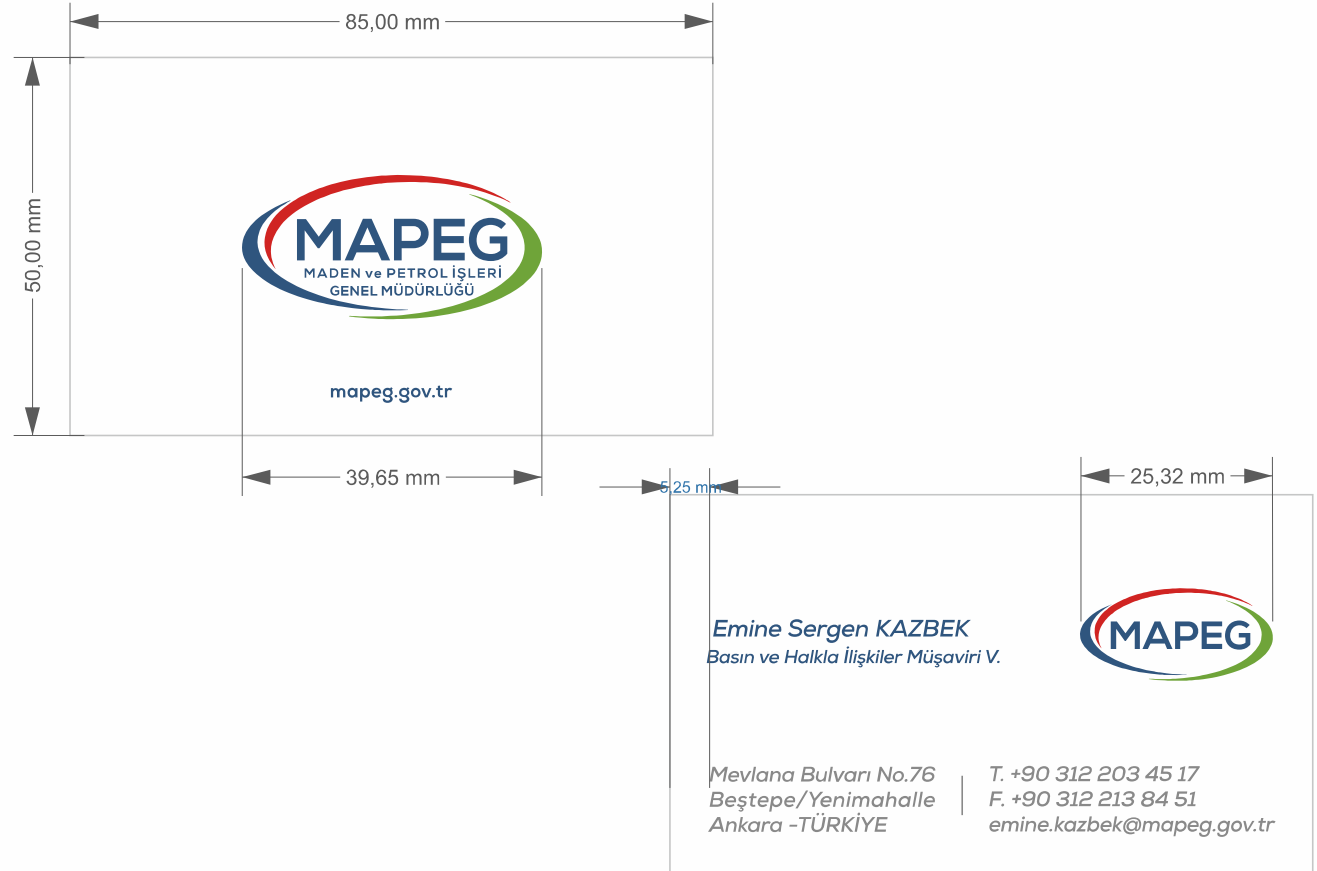 85,00 mm
50,00 mm
MAPEG
MADEN ve PETROL İŞLERİ
GENEL MÜDÜRLÜĞÜ
mapeg.gov.tr
39,65 mm
5,25 mm
25,32 mm
Emine Sergen KAZBEK
Basın ve Halkla İlişkiler Müşaviri V.
MAPEG
Mevlana Bulvarı No.76
Beştepe/Yenimahalle
Ankara -TÜRKİYE
T. +90 312 203 45 17
F. +90 312 213 84 51
emine.kazbek@mapeg.gov.tr